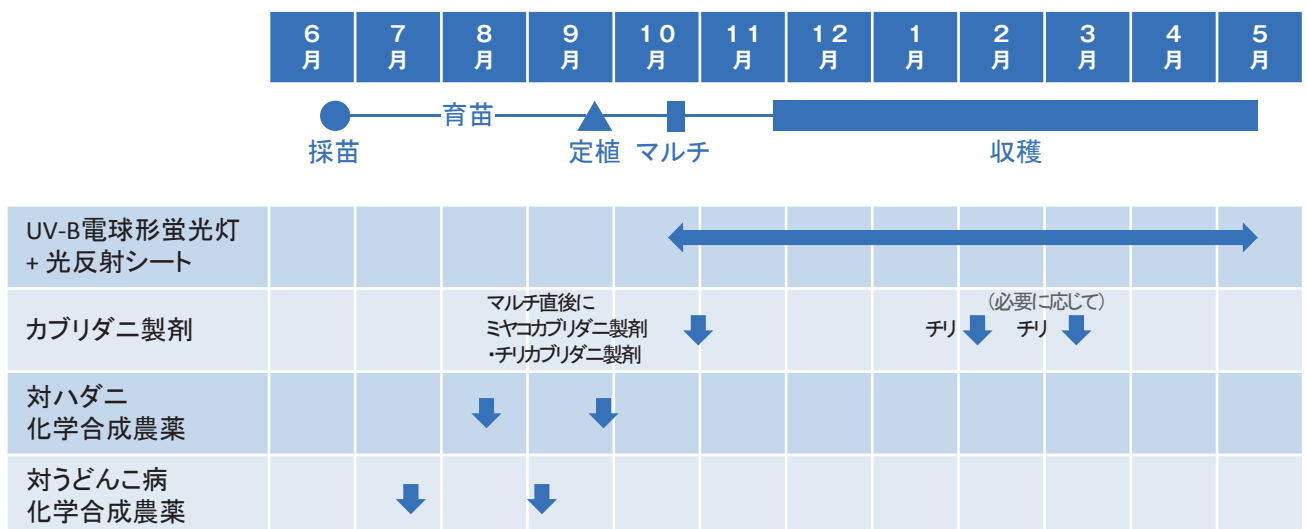 6月 7月 8月 9月 10月 11月 12月 1月 2月 3月 4月 5月
育苗
採苗 定植 マルチ 収穫
UV-B電球形蛍光灯
+ 光反射シート
カブリダニ製剤
マルチ直後に
ミヤコカブリダニ製剤
・チリカブリダニ製剤
(必要に応じて)
チリ チリ
対ハダニ
化学合成農薬
対うどんこ病
化学合成農薬